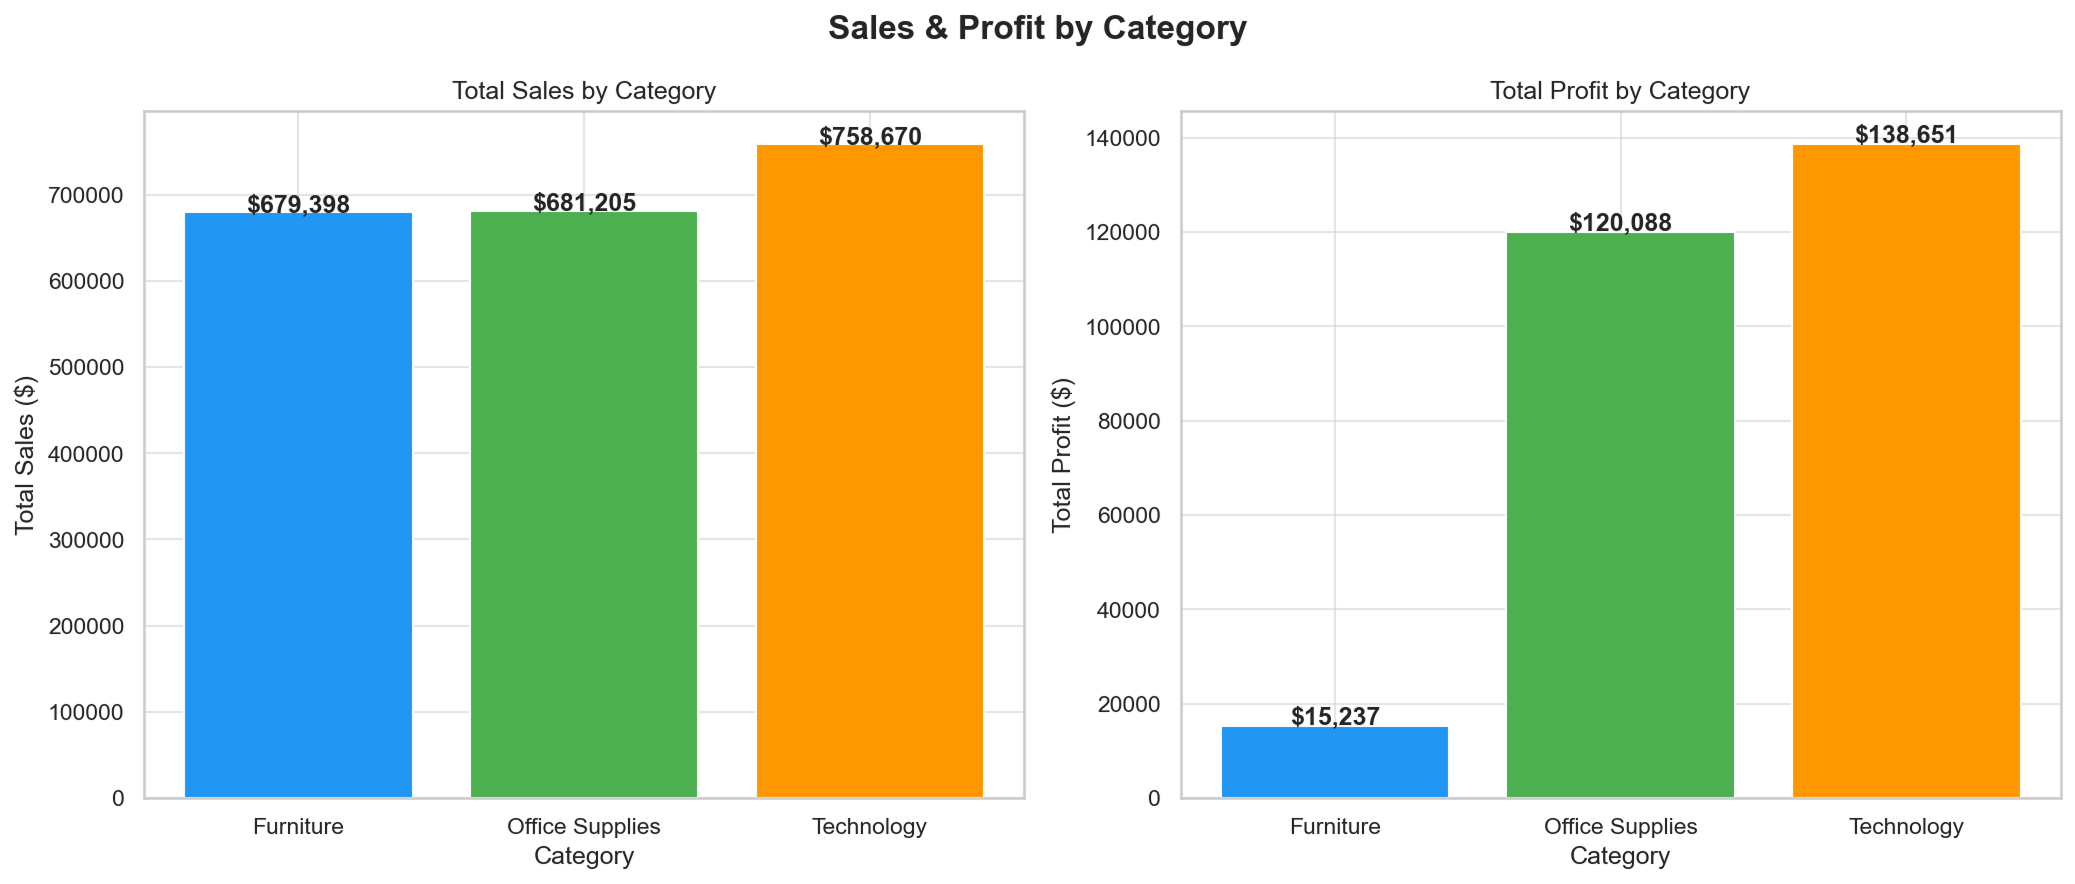 Sales & Profit by Category
Total Sales by Category
Total Sales ($)
700000
600000
500000
400000
300000
200000
100000
0
$679,398
$681,205
$758,670
Furniture
Office Supplies
Technology
Category
Total Profit by Category
Total Profit ($)
140000
120000
100000
80000
60000
40000
20000
0
$15,237
$120,088
$138,651
Furniture
Office Supplies
Technology
Category